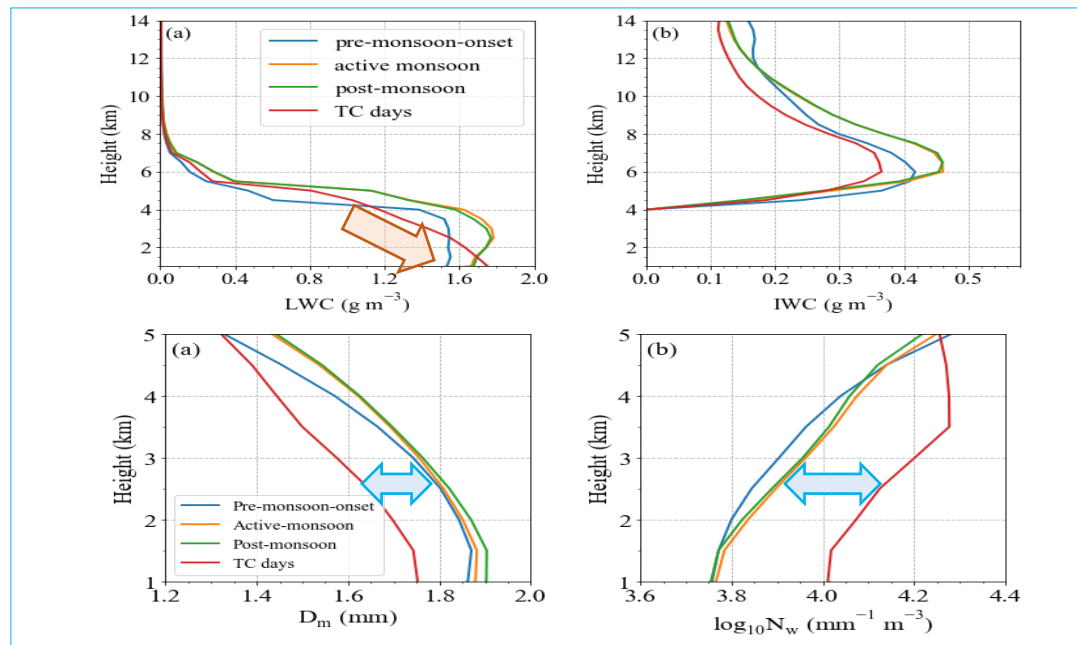 (a)
pre-monsoon-onset
active monsoon
post-monsoon
TC days
14
12
10
8
6
4
2
Height (km)
0.0 0.4 0.8 1.2 1.6 2.0
LWC (g m⁻³)
(b)
14
12
10
8
6
4
2
Height (km)
0.0 0.1 0.2 0.3 0.4 0.5
IWC (g m⁻³)
(a)
5
4
3
2
1
Height (km)
Pre-monsoon-onset
Active-monsoon
Post-monsoon
TC days
1.2 1.4 1.6 1.8 2.0
Dₘ (mm)
(b)
5
4
3
2
1
Height (km)
3.6 3.8 4.0 4.2 4.4
log₁₀N_w (mm⁻¹ m⁻³)